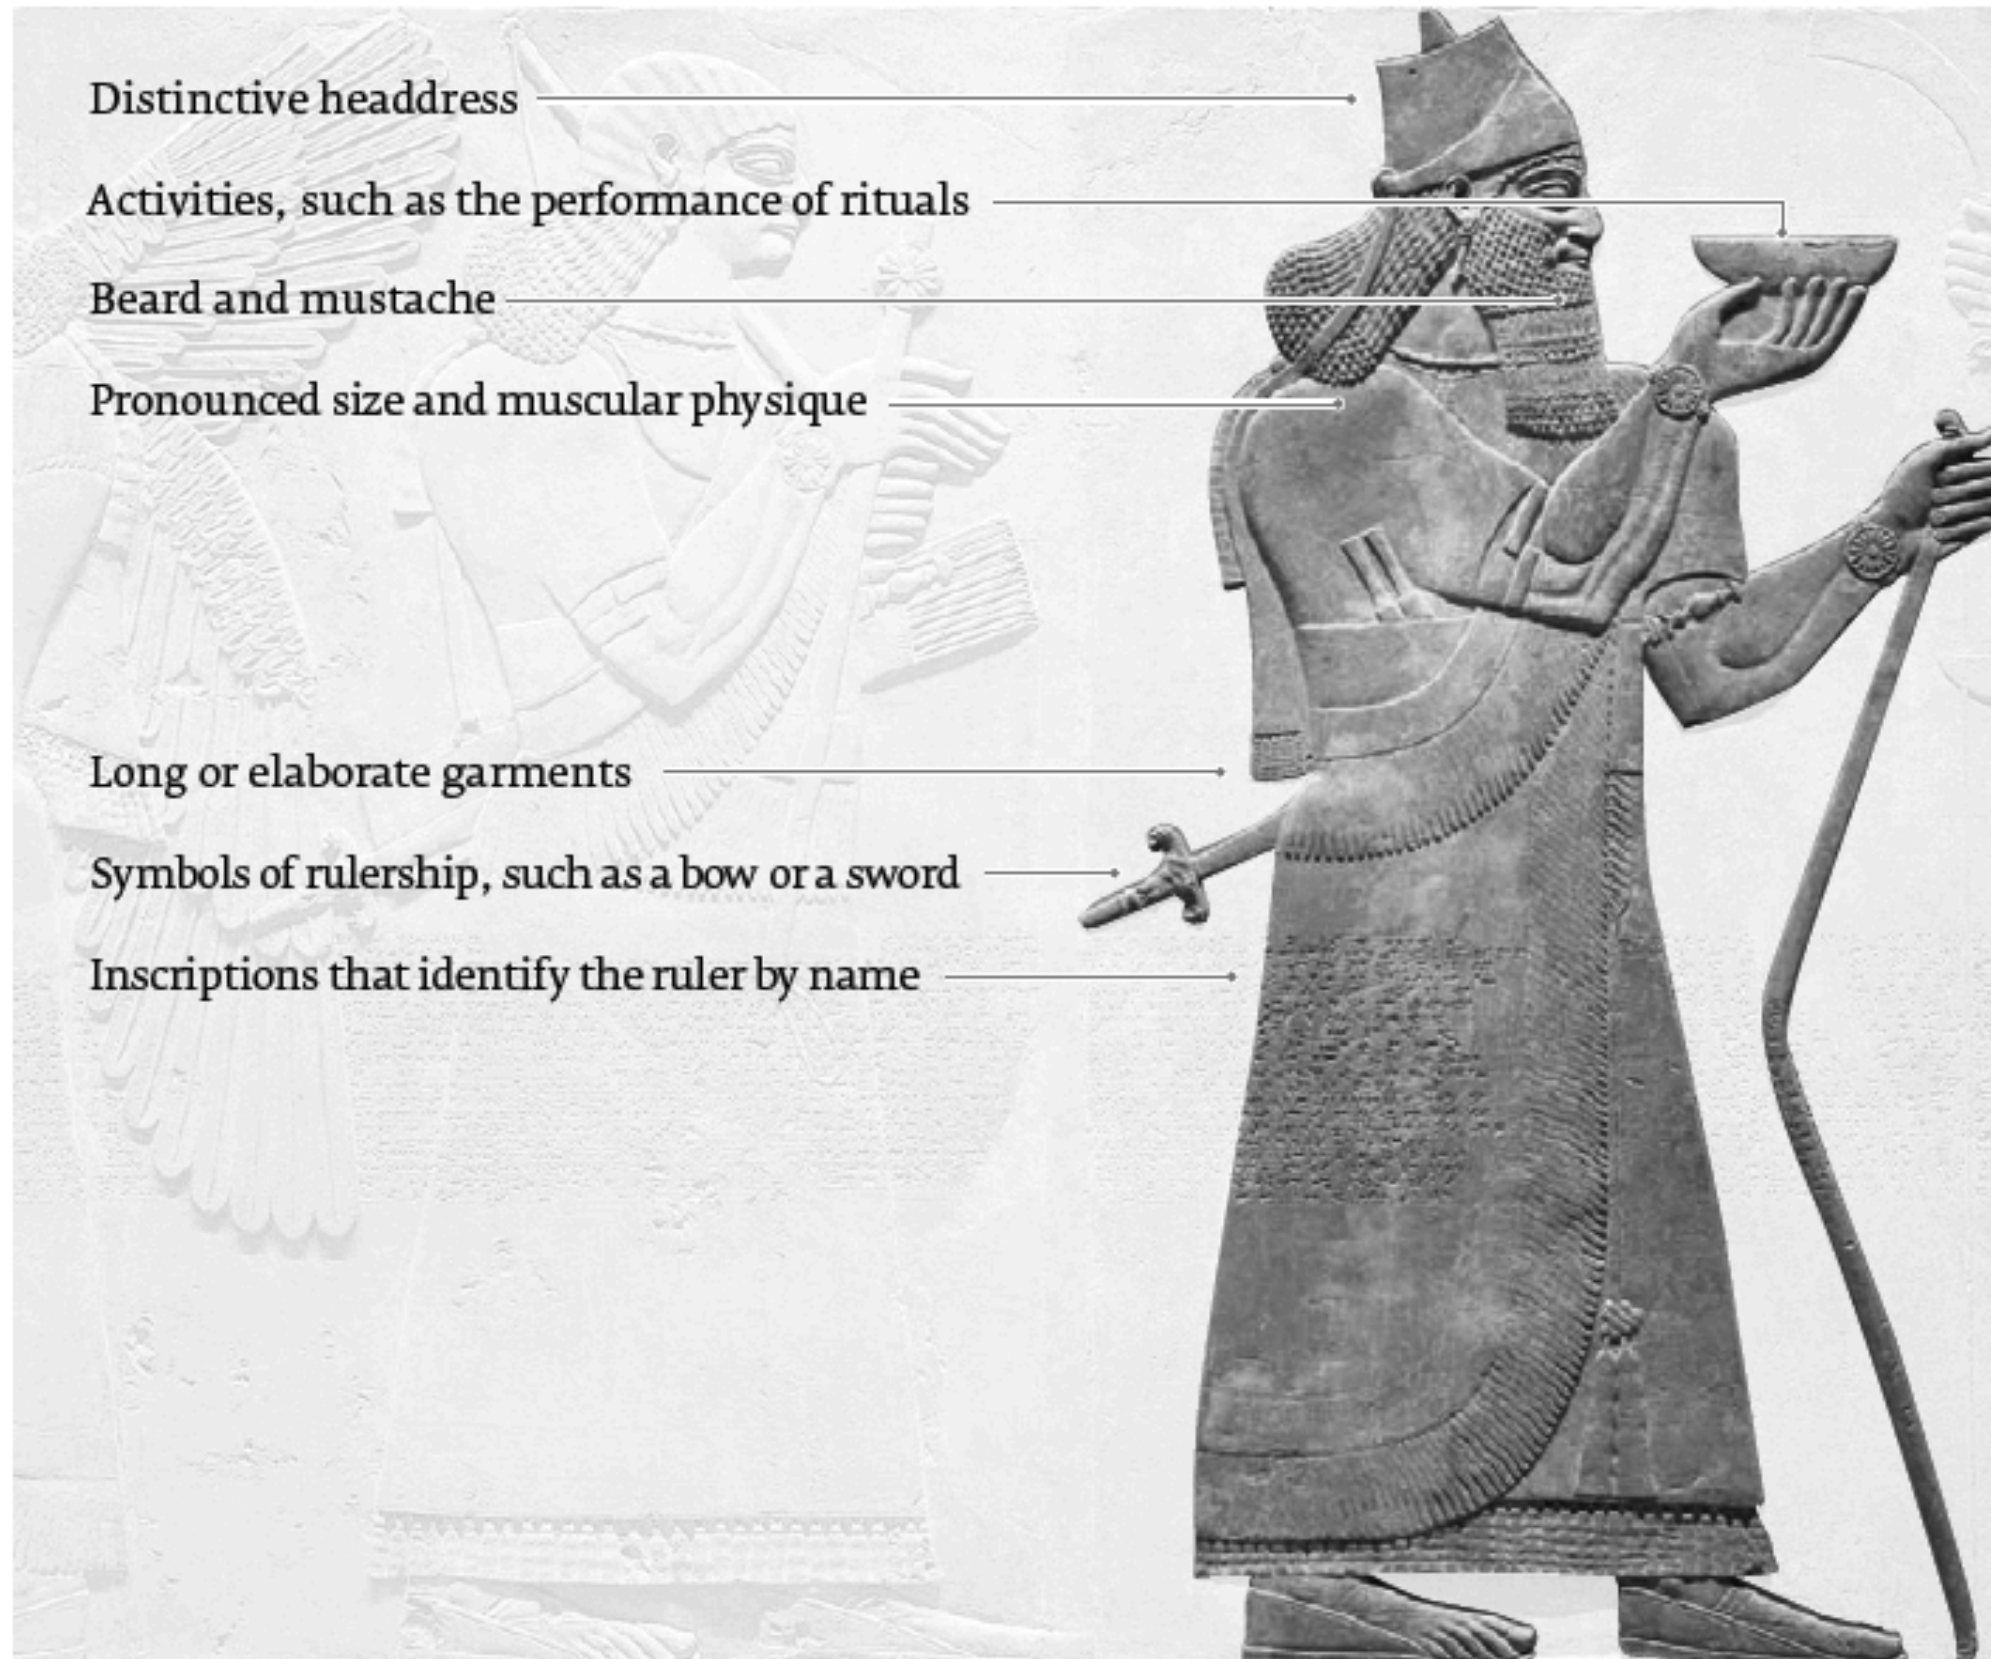 Distinctive headdress
Activities, such as the performance of rituals
Beard and mustache
Pronounced size and muscular physique
Long or elaborate garments
Symbols of rulership, such as a bow or a sword
Inscriptions that identify the ruler by name